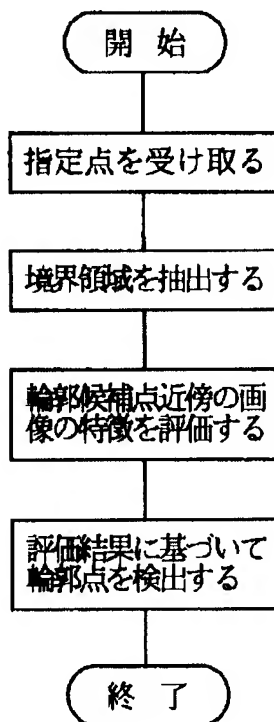 開 始
指定点を受け取る
境界領域を抽出する
輪郭候補点近傍の画
像の特徴を評価する
評価結果に基づいて
輪郭点を検出する
終 了